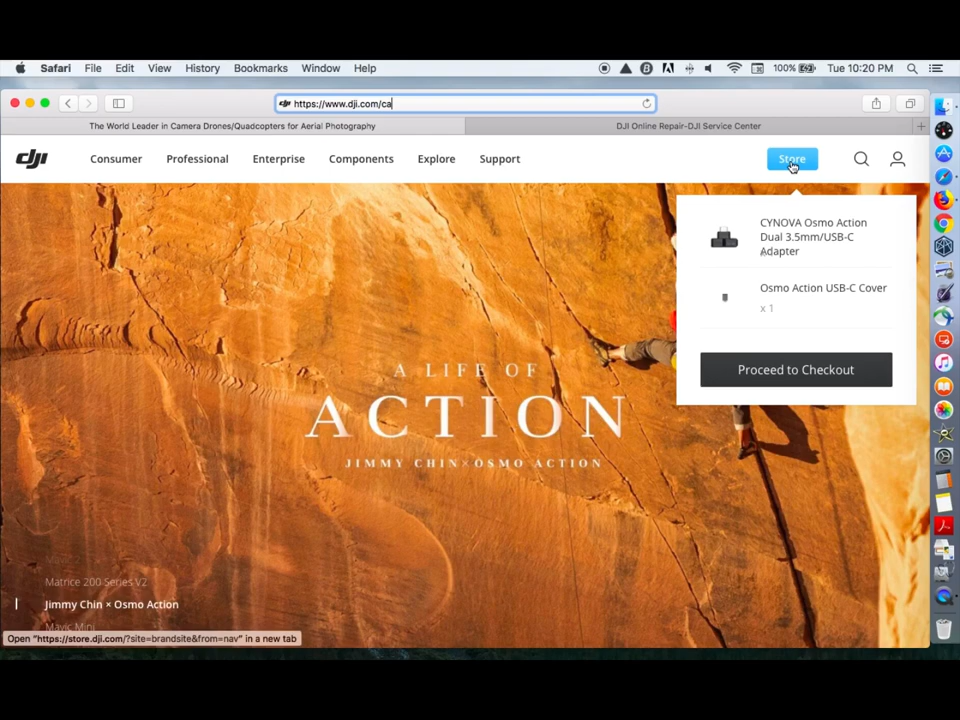 Safari File Edit View History Bookmarks Window Help 100% Tue 10:20 PM
https://www.dji.com/ca
The World Leader in Camera Drones/Quadcopters for Aerial Photography DJI Online Repair-DJI Service Center
dji Consumer Professional Enterprise Components Explore Support Store
CYNOVA Osmo Action
Dual 3.5mm/USB-C
Adapter
Osmo Action USB-C Cover
x 1
Proceed to Checkout
A LIFE OF
ACTION
JIMMY CHIN×OSMO ACTION
Matrice 200 Series V2
Jimmy Chin × Osmo Action
Mavic Mini
Open "https://store.dji.com/?site=brandsite&from=nav" in a new tab